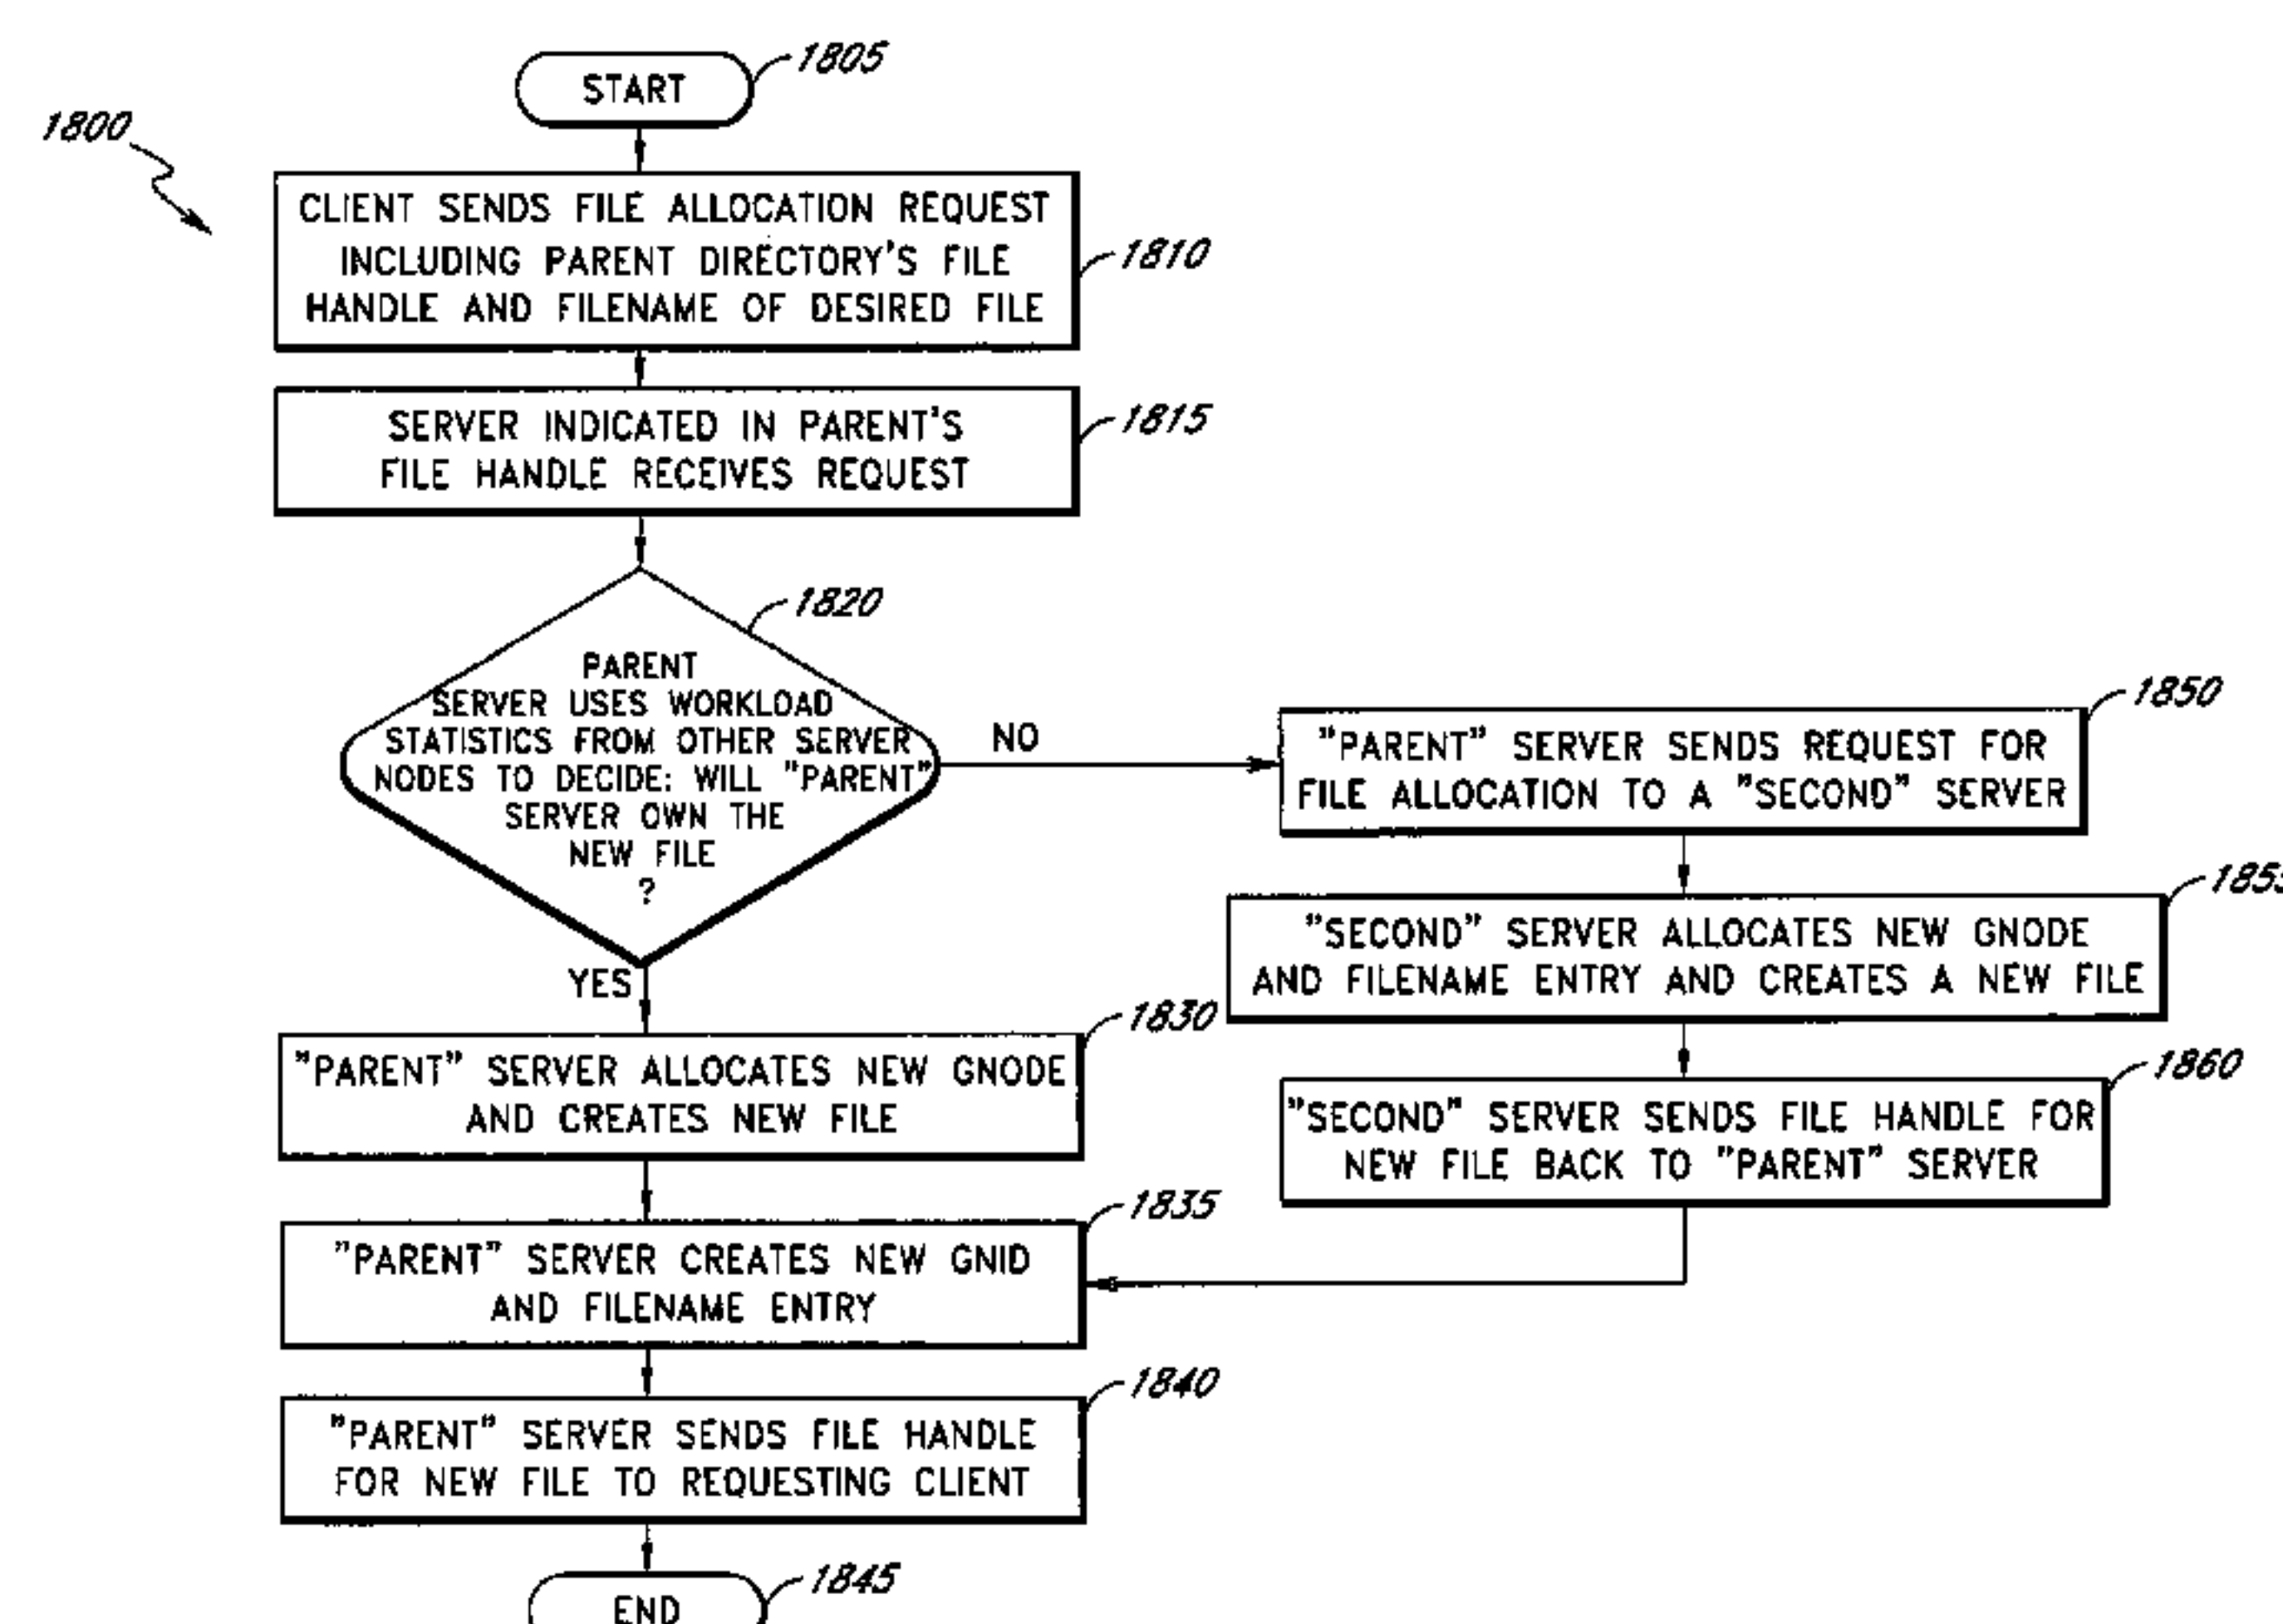 1800
START
1805
CLIENT SENDS FILE ALLOCATION REQUEST
INCLUDING PARENT DIRECTORY'S FILE
HANDLE AND FILENAME OF DESIRED FILE
1810
SERVER INDICATED IN PARENT'S
FILE HANDLE RECEIVES REQUEST
1815
1820
PARENT
SERVER USES WORKLOAD
STATISTICS FROM OTHER SERVER
NODES TO DECIDE: WILL "PARENT"
SERVER OWN THE
NEW FILE
?
NO
YES
1850
"PARENT" SERVER SENDS REQUEST FOR
FILE ALLOCATION TO A "SECOND" SERVER
1855
"SECOND" SERVER ALLOCATES NEW GNODE
AND FILENAME ENTRY AND CREATES A NEW FILE
1860
"SECOND" SERVER SENDS FILE HANDLE FOR
NEW FILE BACK TO "PARENT" SERVER
1830
"PARENT" SERVER ALLOCATES NEW GNODE
AND CREATES NEW FILE
1835
"PARENT" SERVER CREATES NEW GNID
AND FILENAME ENTRY
1840
"PARENT" SERVER SENDS FILE HANDLE
FOR NEW FILE TO REQUESTING CLIENT
1845
END